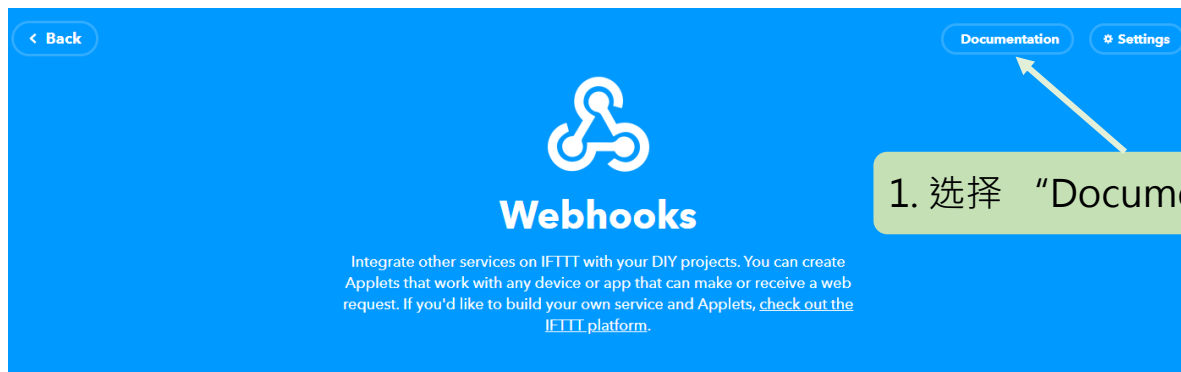 Back
Documentation
Settings
1. 选择 “Docume
Webhooks
Integrate other services on IFTTT with your DIY projects. You can create
Applets that work with any device or app that can make or receive a web
request. If you'd like to build your own service and Applets, check out the
IFTTT platform.